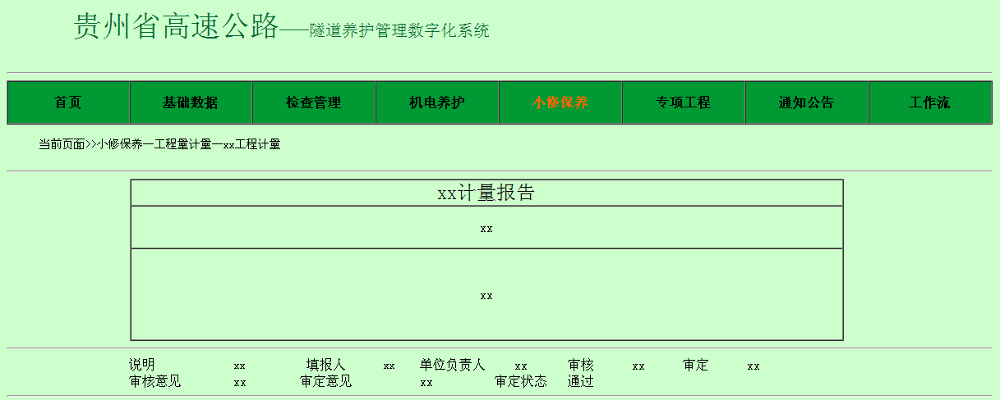 贵州省高速公路——隧道养护管理数字化系统
首页 基础数据 检查管理 机电养护 小修保养 专项工程 通知公告 工作流
当前页面>>小修保养—工程量计量—xx工程计量
xx计量报告
xx
xx
说明 xx 填报人 xx 单位负责人 xx 审核 xx 审定 xx
审核意见 xx 审定意见 xx 审定状态 通过